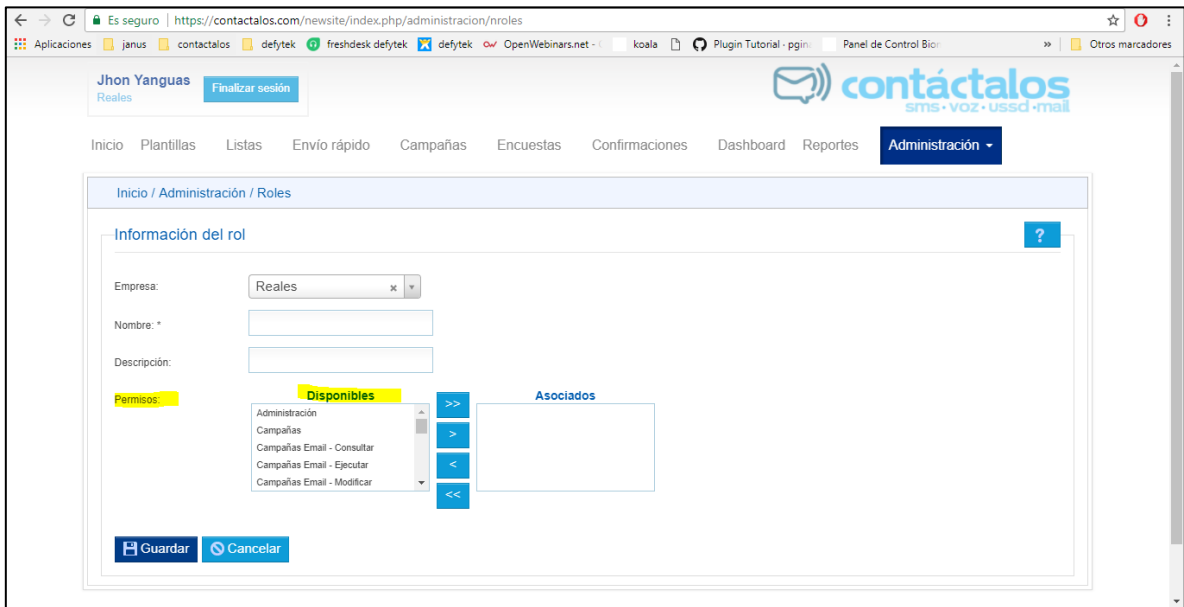 Es seguro | https://contactalos.com/newsite/index.php/administracion/nroles
Aplicaciones janus contactalos defytek freshdesk defytek defytek OpenWebinars.net - koala Plugin Tutorial - pgin Panel de Control Bior » Otros marcadores
Jhon Yanguas
Reales
Finalizar sesión
contáctalos
sms·voz·ussd·mail
Inicio Plantillas Listas Envío rápido Campañas Encuestas Confirmaciones Dashboard Reportes Administración
Inicio / Administración / Roles
Información del rol ?
Empresa: Reales
Nombre: *
Descripción:
Permisos: Disponibles Asociados
Administración
Campañas
Campañas Email - Consultar
Campañas Email - Ejecutar
Campañas Email - Modificar
>>
>
<
<<
Guardar Cancelar